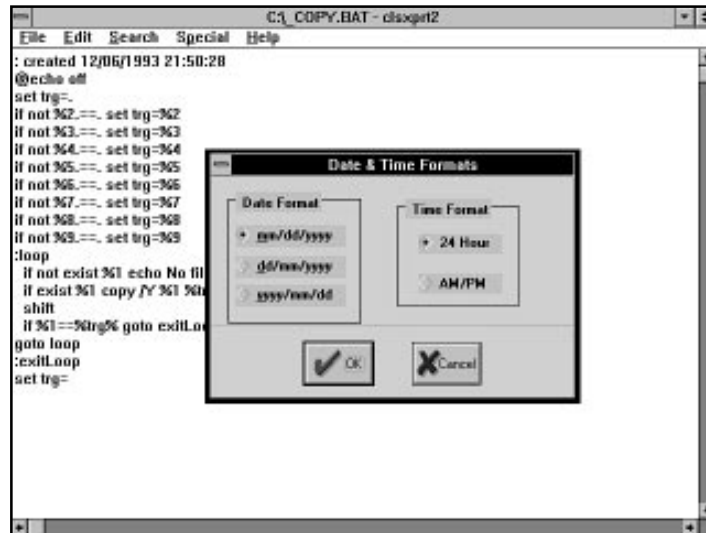 C:\_COPY.BAT - clsxprt2
File Edit Search Special Help
: created 12/06/1993 21:50:28
@echo off
set trg=.
if not %2.==. set trg=%2
if not %3.==. set trg=%3
if not %4.==. set trg=%4
if not %5.==. set trg=%5
if not %6.==. set trg=%6
if not %7.==. set trg=%7
if not %8.==. set trg=%8
if not %9.==. set trg=%9
:loop
if not exist %1 echo No fil
if exist %1 copy /Y %1 %tr
shift
if %1==%trg% goto exitLo
goto loop
:exitLoop
set trg=
Date & Time Formats
Date Format
mm/dd/yyyy
dd/mm/yyyy
yyyy/mm/dd
Time Format
24 Hour
AM/PM
OK
Cancel